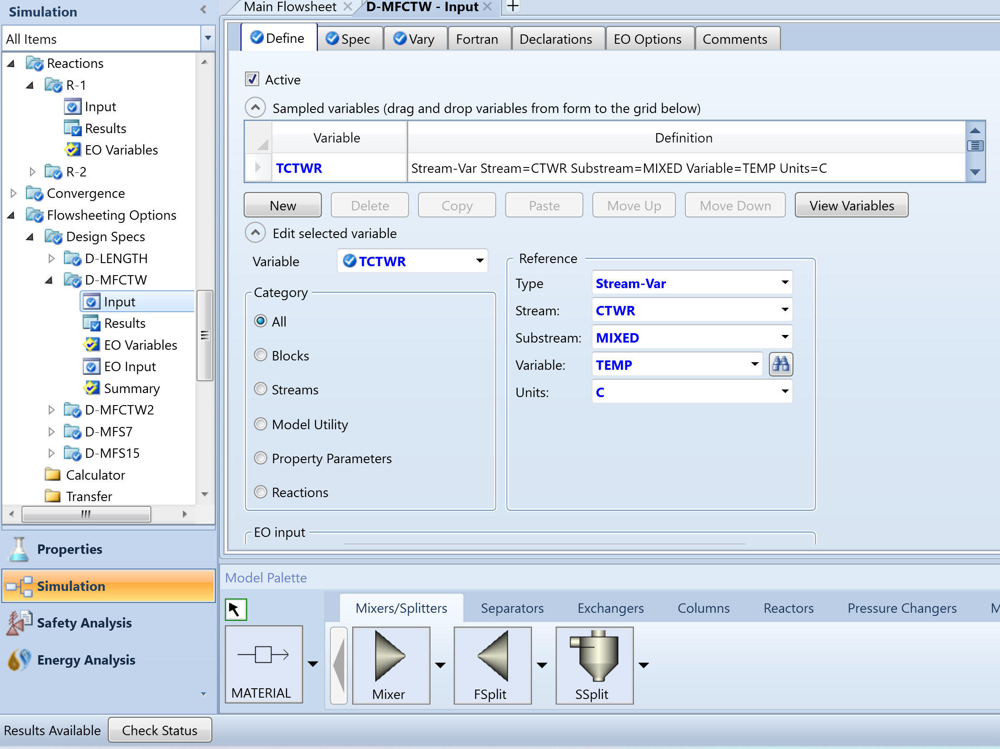 Simulation
All Items
Reactions
R-1
Input
Results
EO Variables
R-2
Convergence
Flowsheeting Options
Design Specs
D-LENGTH
D-MFCTW
Input
Results
EO Variables
EO Input
Summary
D-MFCTW2
D-MFS7
D-MFS15
Calculator
Transfer
Properties
Simulation
Safety Analysis
Energy Analysis
Main Flowsheet
D-MFCTW - Input
Define Spec Vary Fortran Declarations EO Options Comments
Active
Sampled variables (drag and drop variables from form to the grid below)
Variable Definition
TCTWR Stream-Var Stream=CTWR Substream=MIXED Variable=TEMP Units=C
New Delete Copy Paste Move Up Move Down View Variables
Edit selected variable
Variable TCTWR
Category
All
Blocks
Streams
Model Utility
Property Parameters
Reactions
Reference
Type Stream-Var
Stream: CTWR
Substream: MIXED
Variable: TEMP
Units: C
EO input
Model Palette
Mixers/Splitters Separators Exchangers Columns Reactors Pressure Changers M
MATERIAL Mixer FSplit SSplit
Results Available Check Status